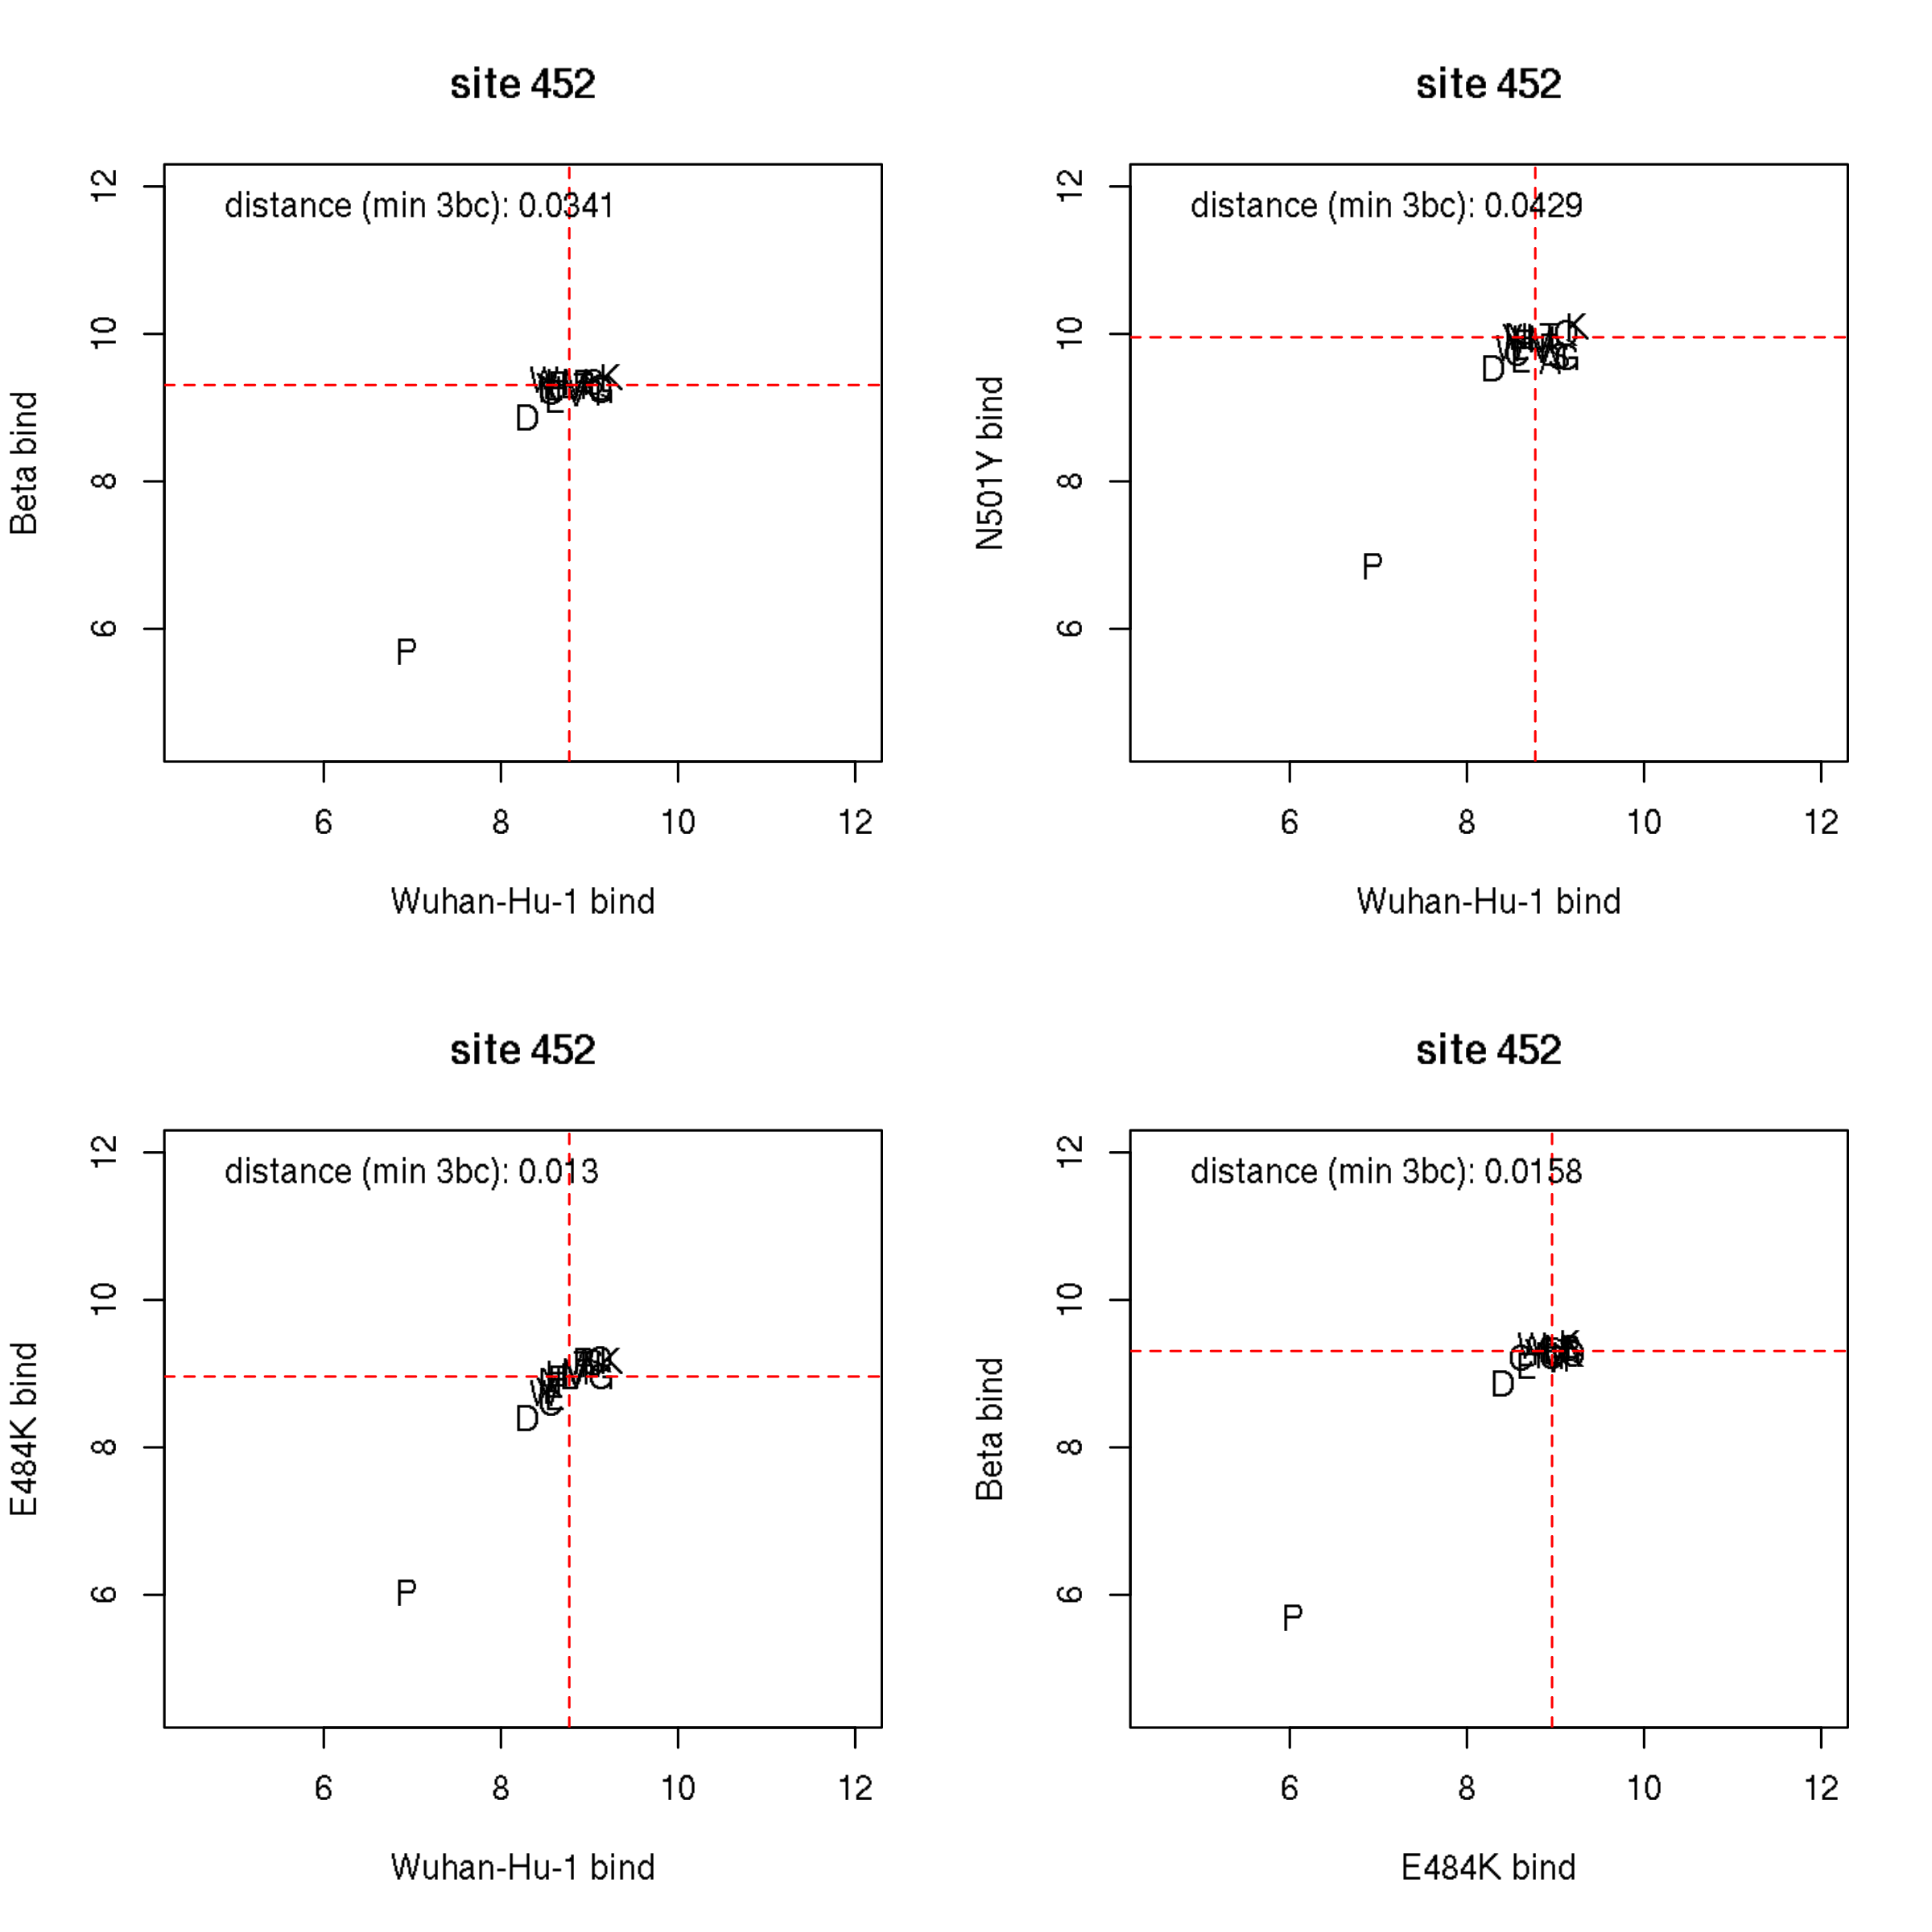 site 452
distance (min 3bc): 0.0341
12
10
8
6
Beta bind
K
D
P
6
8
10
12
Wuhan-Hu-1 bind
site 452
distance (min 3bc): 0.0429
12
10
8
6
N501Y bind
K
D
G
P
6
8
10
12
Wuhan-Hu-1 bind
site 452
distance (min 3bc): 0.013
12
10
8
6
E484K bind
K
G
D
P
6
8
10
12
Wuhan-Hu-1 bind
site 452
distance (min 3bc): 0.0158
12
10
8
6
Beta bind
K
D
P
6
8
10
12
E484K bind